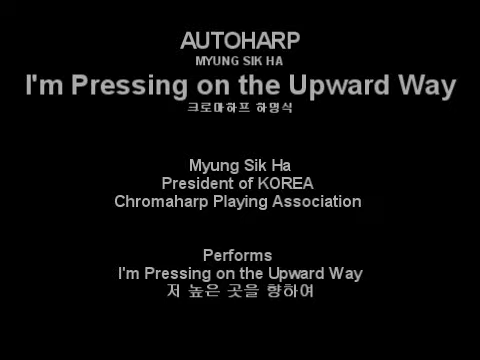 AUTOHARP
MYUNG SIK HA
I'm Pressing on the Upward Way
크로마하프 하명식
Myung Sik Ha
President of KOREA
Chromaharp Playing Association
Performs
I'm Pressing on the Upward Way
저 높은 곳을 향하여